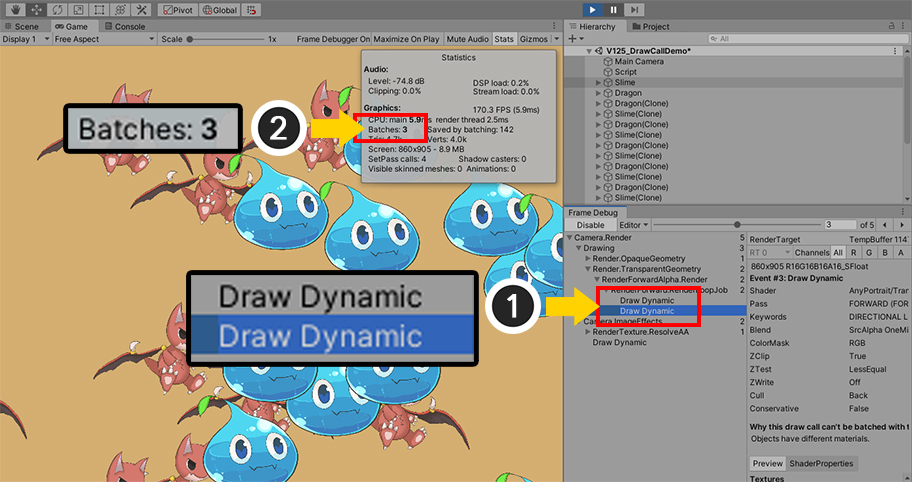 Pivot Global
Scene Game Console
Display 1 Free Aspect Scale 1x Frame Debugger On Maximize On Play Mute Audio Stats Gizmos
Statistics
Audio:
Level: -74.8 dB DSP load: 0.2%
Clipping: 0.0% Stream load: 0.0%
Graphics: 170.3 FPS (5.9ms)
CPU: main 5.9ms render thread 2.5ms
Batches: 3 Saved by batching: 142
Tris: 4.7k Verts: 4.0k
Screen: 860x905 - 8.9 MB
SetPass calls: 4 Shadow casters: 0
Visible skinned meshes: 0 Animations: 0
Batches: 3
2
Draw Dynamic
Draw Dynamic
1
Hierarchy Project
All
V125_DrawCallDemo*
Main Camera
Script
Slime
Dragon
Dragon(Clone)
Slime(Clone)
Dragon(Clone)
Slime(Clone)
Dragon(Clone)
Slime(Clone)
Dragon(Clone)
Slime(Clone)
Dragon(Clone)
Slime(Clone)
Frame Debug
Disable Editor 3 of 5
Camera.Render 5
Drawing 3
Render.OpaqueGeometry 1
Render.TransparentGeometry 2
RenderForwardAlpha.Render 2
RenderForward.RenderLoopJob 2
Draw Dynamic
Draw Dynamic
Camera.ImageEffects 2
RenderTexture.ResolveAA 1
Draw Dynamic
RenderTarget TempBuffer 114
RT 0 Channels All R G B A
860x905 R16G16B16A16_SFloat
Event #3: Draw Dynamic
Shader AnyPortrait/Tran
Pass FORWARD (FOR
Keywords DIRECTIONAL L
Blend SrcAlpha OneMi
ColorMask RGB
ZClip True
ZTest LessEqual
ZWrite Off
Cull Back
Conservative False
Why this draw call can't be batched with t
Objects have different materials.
Preview ShaderProperties
Textures